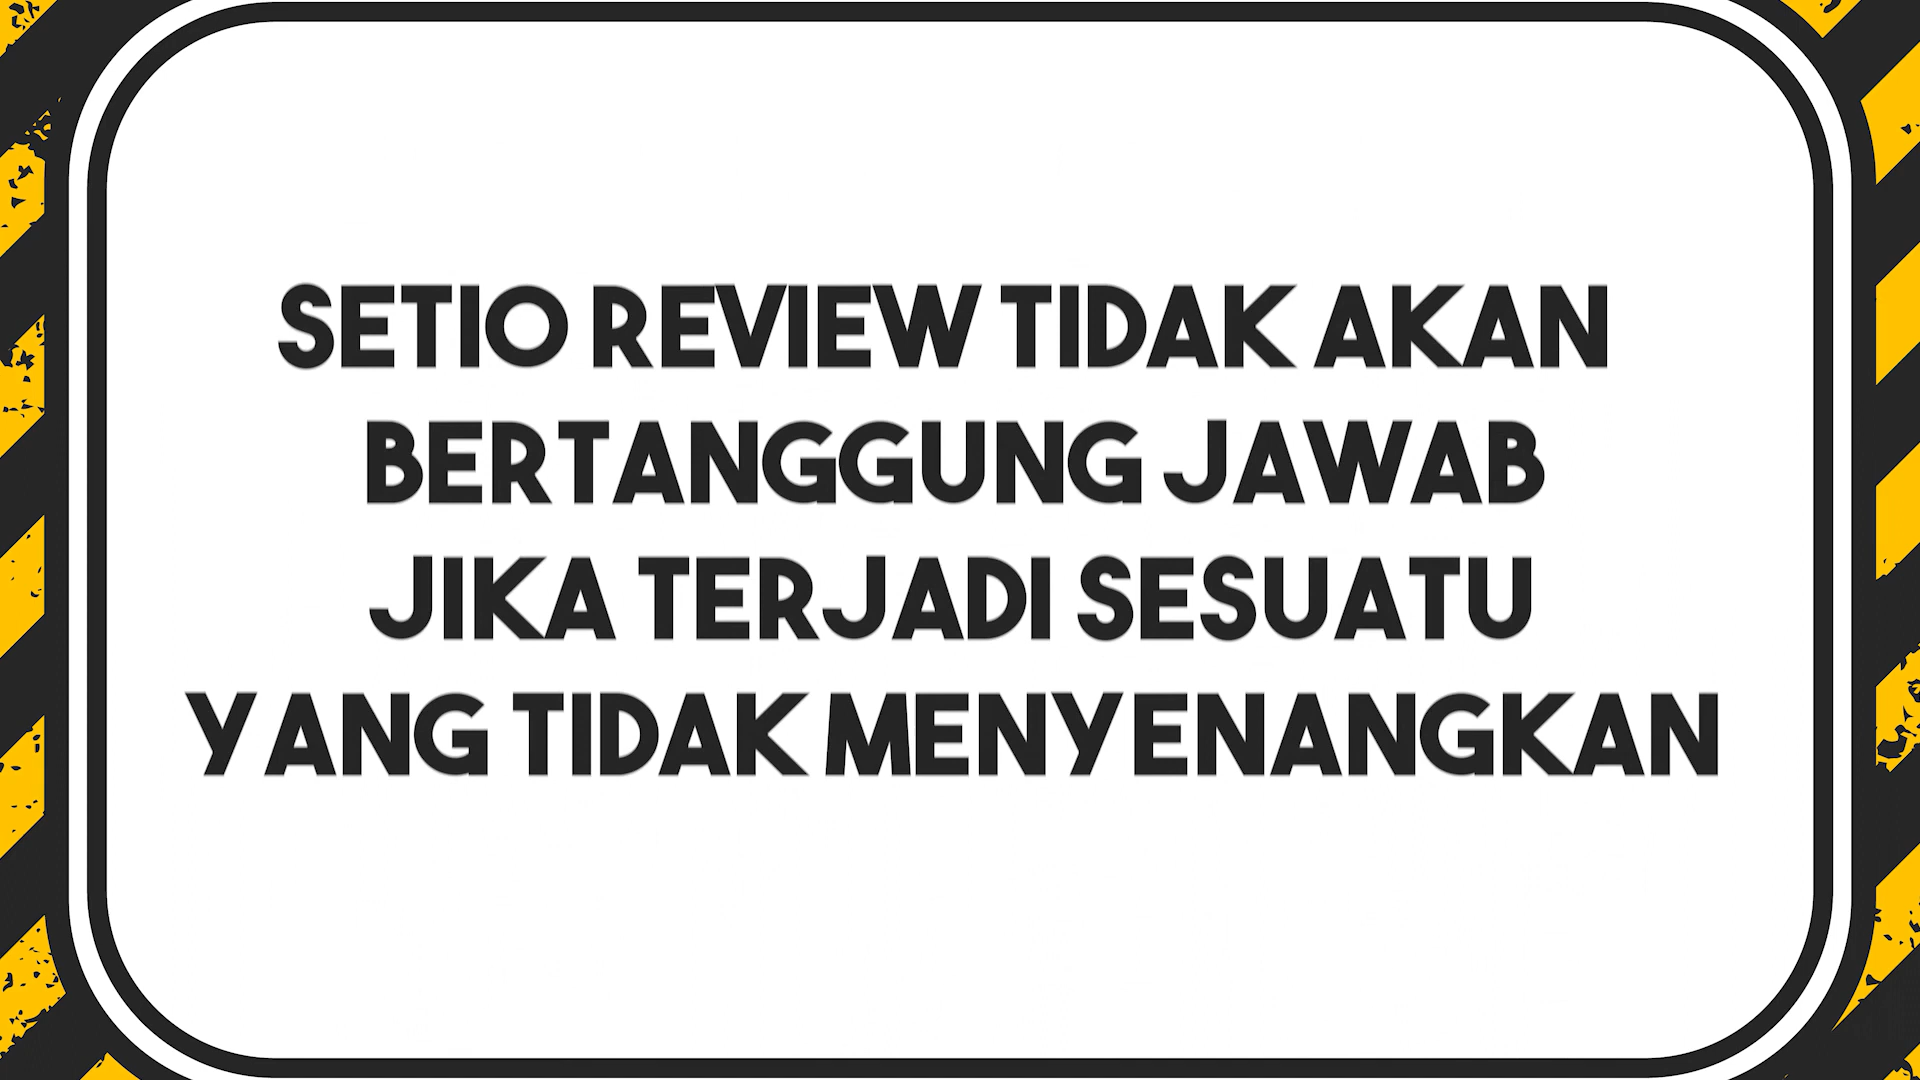 SETIO REVIEW TIDAK AKAN
BERTANGGUNG JAWAB
JIKA TERJADI SESUATU
YANG TIDAK MENYENANGKAN